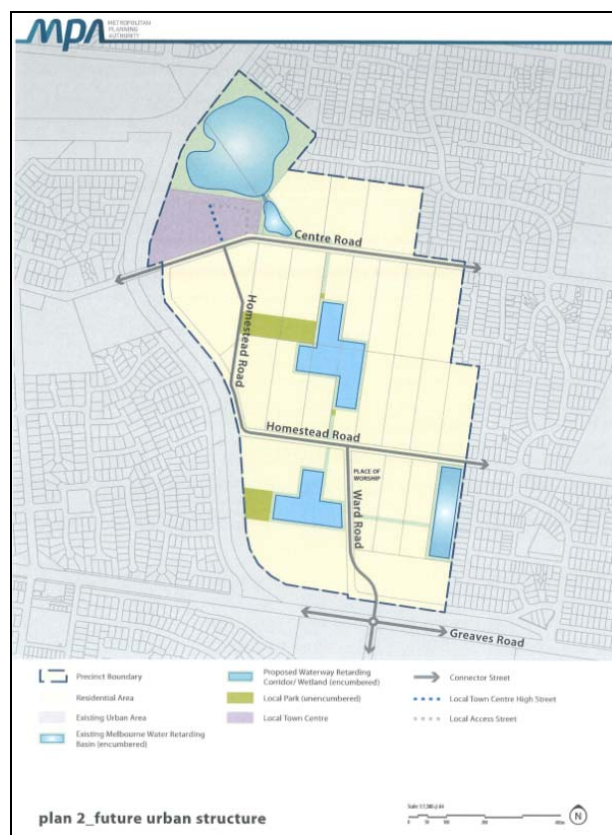 MPA
METROPOLITAN
PLANNING
AUTHORITY
Centre Road
Homestead Road
Homestead Road
PLACE OF
WORSHIP
Ward Road
Greaves Road
Precinct Boundary
Residential Area
Existing Urban Area
Existing Melbourne Water Retarding
Basin (encumbered)
Proposed Waterway Retarding
Corridor/ Wetland (encumbered)
Local Park (unencumbered)
Local Town Centre
Connector Street
Local Town Centre High Street
Local Access Street
plan 2_future urban structure
N